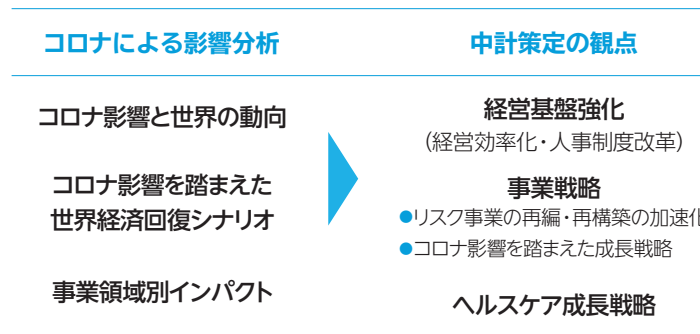 コロナによる影響分析
コロナ影響と世界の動向
コロナ影響を踏まえた
世界経済回復シナリオ
事業領域別インパクト
中計策定の観点
経営基盤強化
（経営効率化・人事制度改革）
事業戦略
●リスク事業の再編・再構築の加速化
●コロナ影響を踏まえた成長戦略
ヘルスケア成長戦略